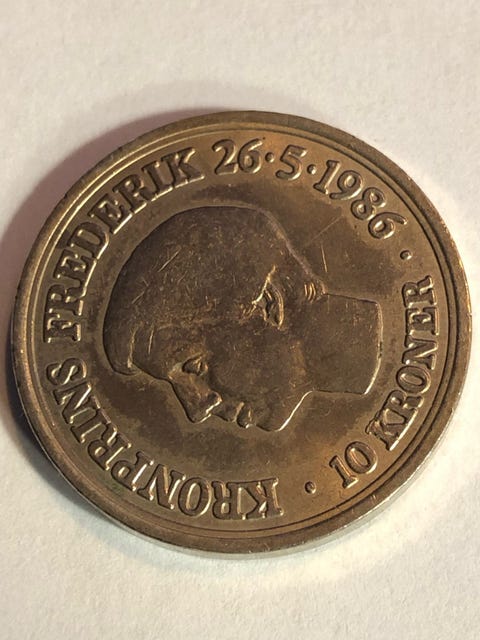 KRONPRINS FREDERIK 26·5·1986 ·
10 KRONER ·